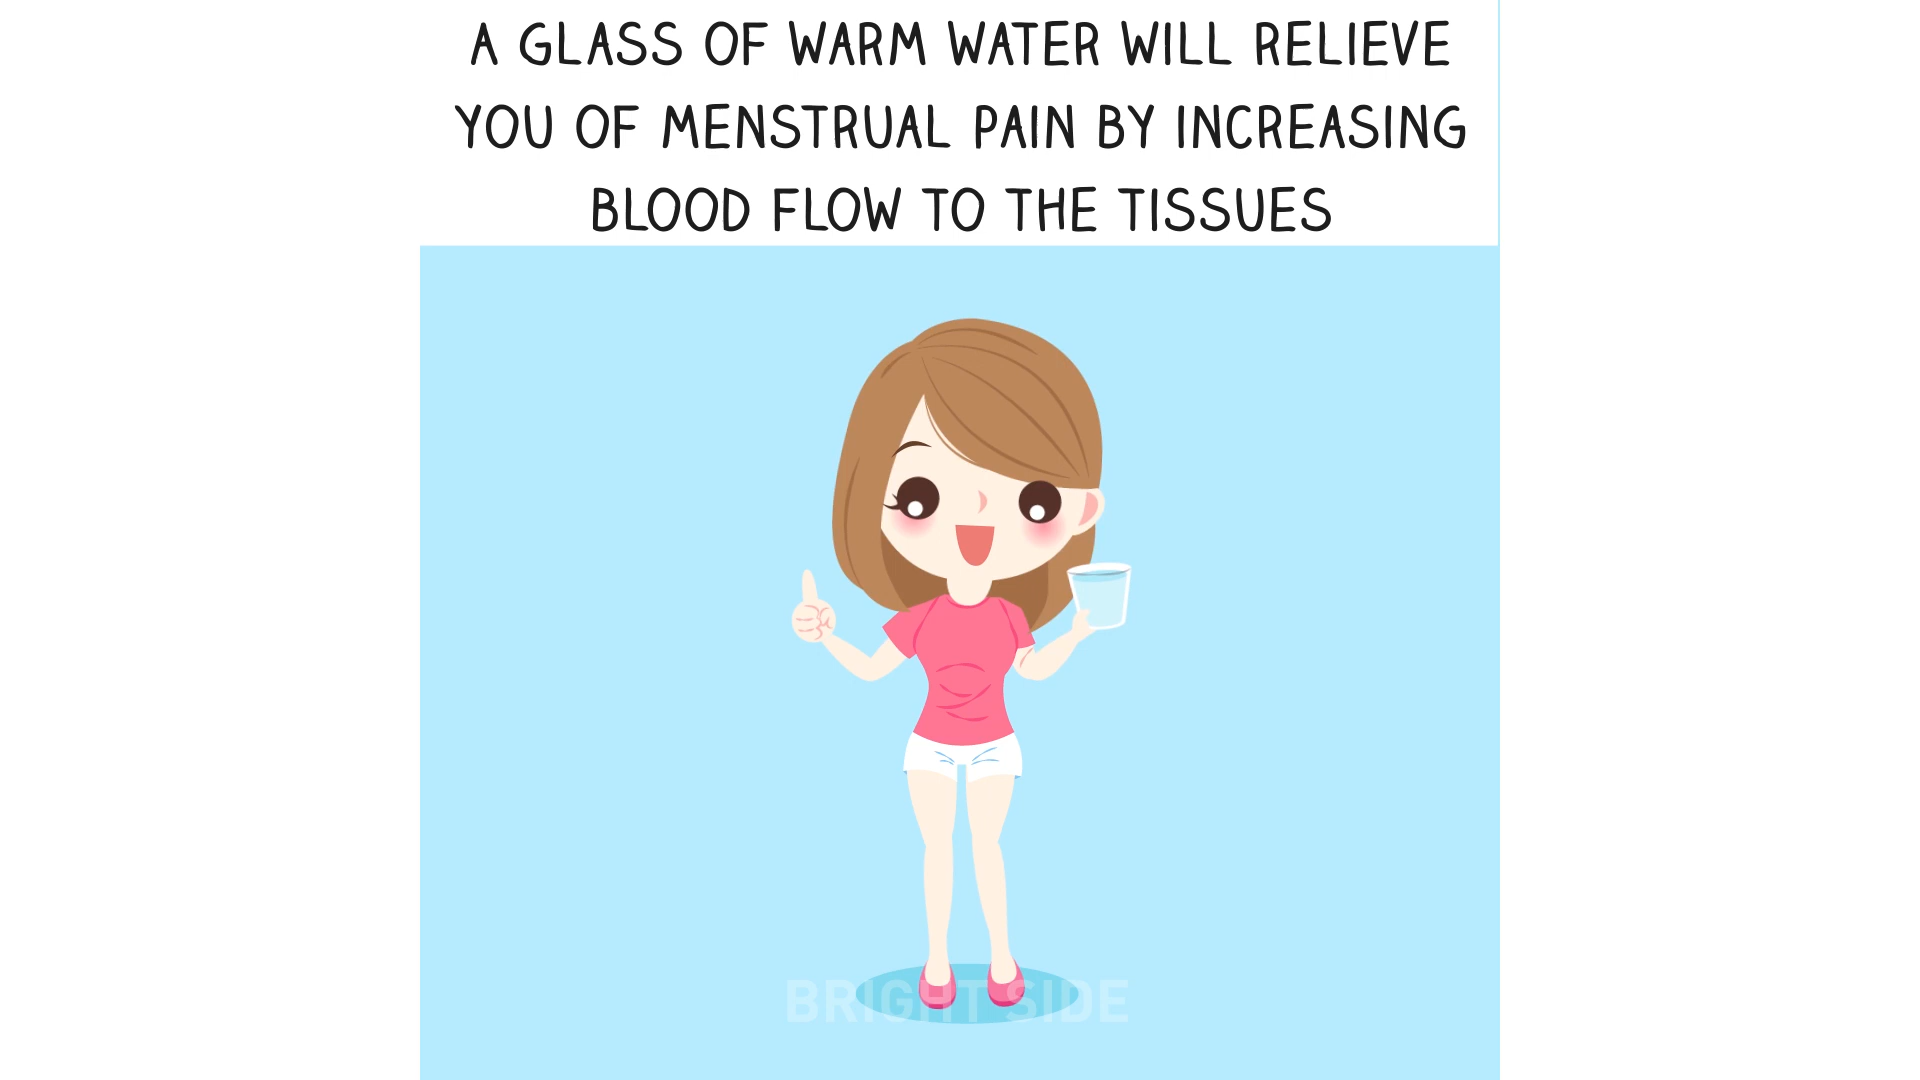 A GLASS OF WARM WATER WILL RELIEVE
YOU OF MENSTRUAL PAIN BY INCREASING
BLOOD FLOW TO THE TISSUES
BRIGHT SIDE